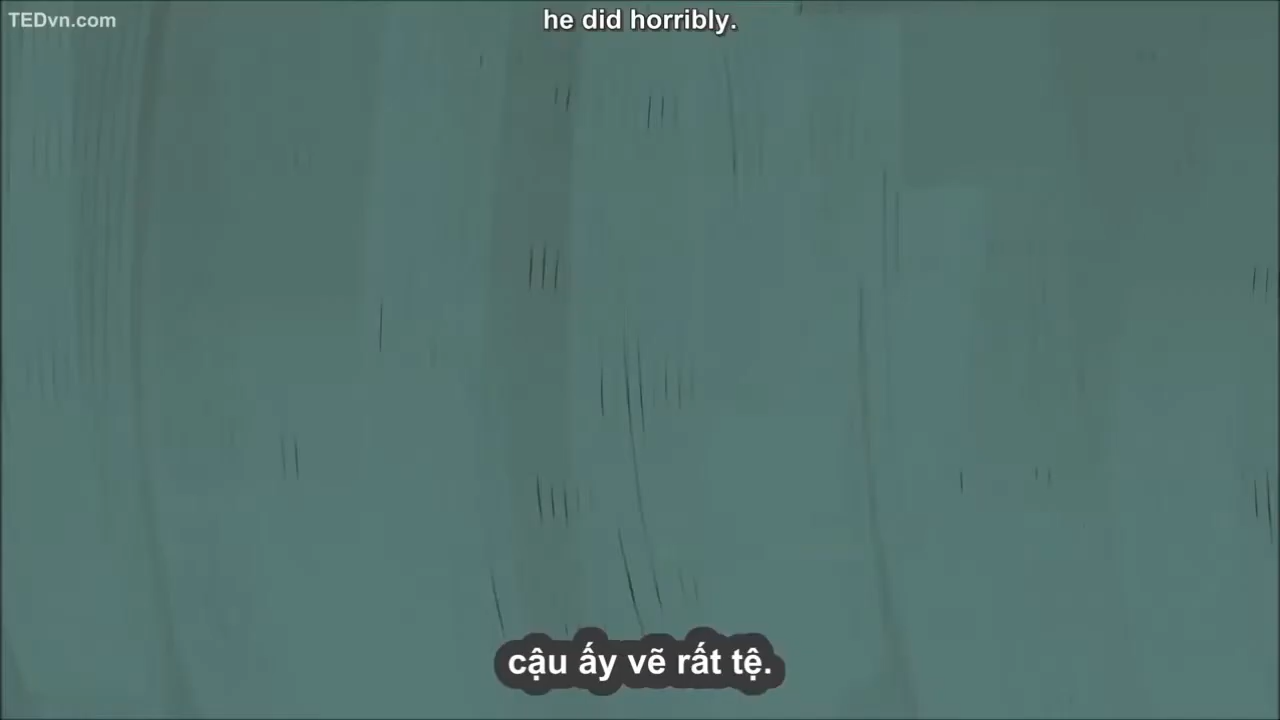 TEDvn.com
he did horribly.
cậu ấy vẽ rất tệ.